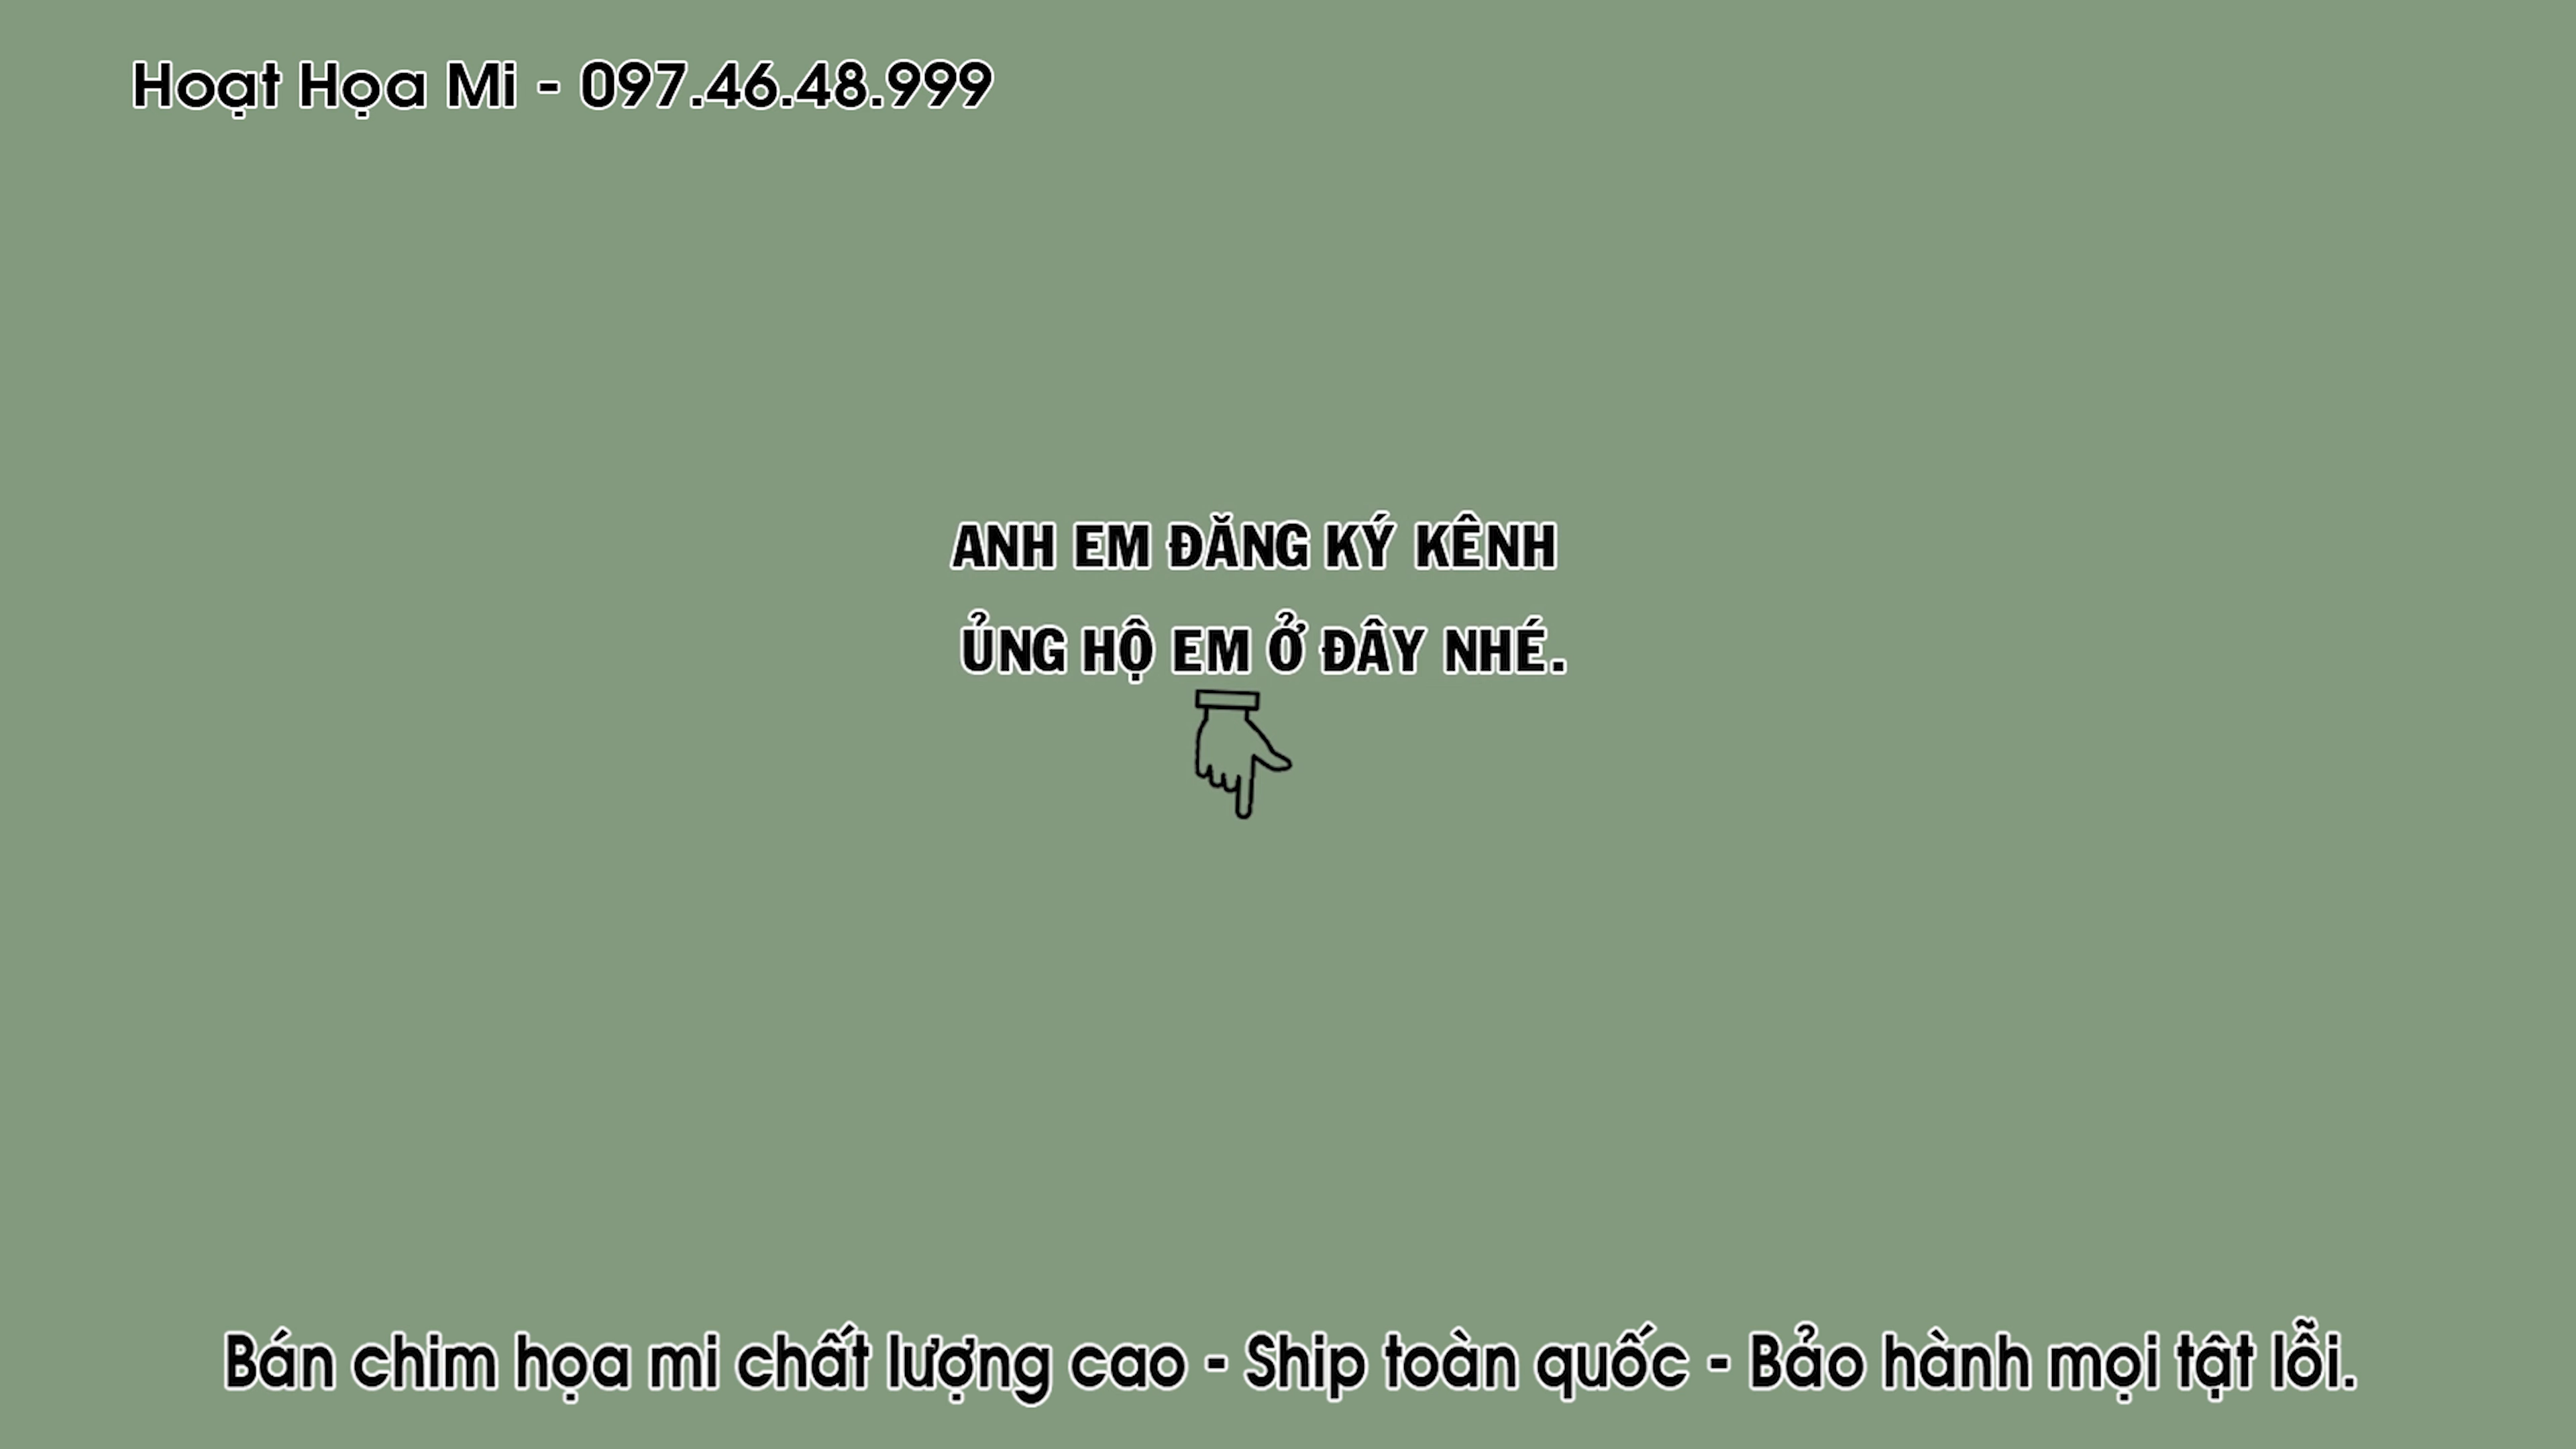 Hoạt Họa Mi - 097.46.48.999
ANH EM ĐĂNG KÝ KÊNH
ỦNG HỘ EM Ở ĐÂY NHÉ.
Bán chim họa mi chất lượng cao - Ship toàn quốc - Bảo hành mọi tật lỗi.